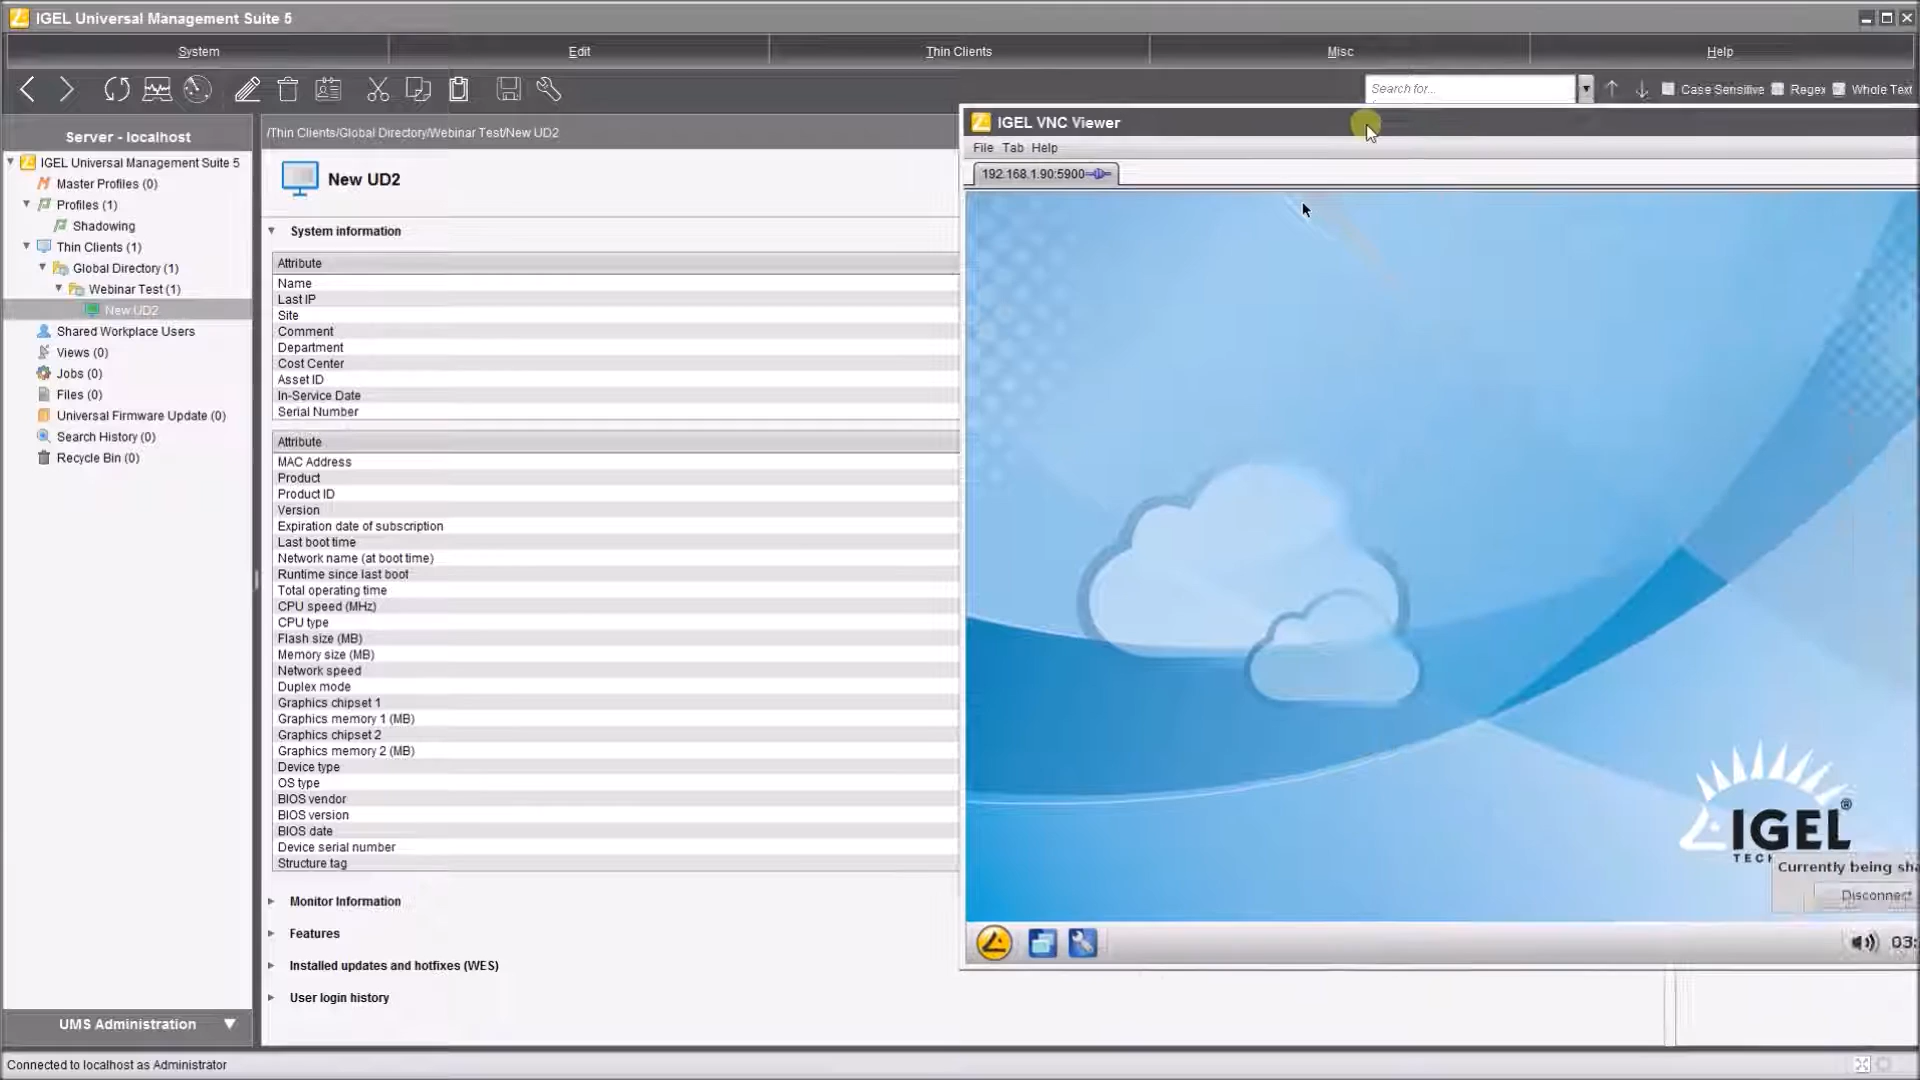 IGEL Universal Management Suite 5
System
Edit
Thin Clients
Misc
Help
Search for...
Case Sensitive
Regex
Whole Text
Server - localhost
IGEL Universal Management Suite 5
Master Profiles (0)
Profiles (1)
Shadowing
Thin Clients (1)
Global Directory (1)
Webinar Test (1)
New UD2
Shared Workplace Users
Views (0)
Jobs (0)
Files (0)
Universal Firmware Update (0)
Search History (0)
Recycle Bin (0)
UMS Administration
Connected to localhost as Administrator
/Thin Clients/Global Directory/Webinar Test/New UD2
New UD2
System information
Attribute
Name
Last IP
Site
Comment
Department
Cost Center
Asset ID
In-Service Date
Serial Number
Attribute
MAC Address
Product
Product ID
Version
Expiration date of subscription
Last boot time
Network name (at boot time)
Runtime since last boot
Total operating time
CPU speed (MHz)
CPU type
Flash size (MB)
Memory size (MB)
Network speed
Duplex mode
Graphics chipset 1
Graphics memory 1 (MB)
Graphics chipset 2
Graphics memory 2 (MB)
Device type
OS type
BIOS vendor
BIOS version
BIOS date
Device serial number
Structure tag
Monitor Information
Features
Installed updates and hotfixes (WES)
User login history
IGEL VNC Viewer
File Tab Help
192.168.1.90:5900
IGEL®
TECH
Currently being sha
Disconnect
03: